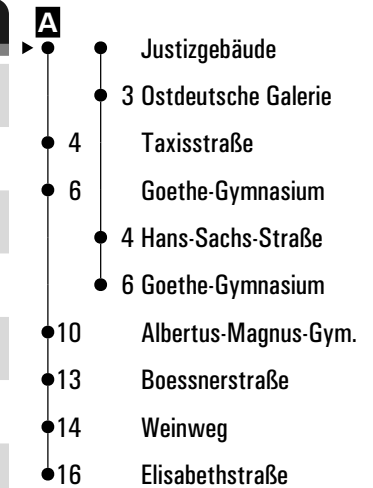 A
Justizgebäude
3 Ostdeutsche Galerie
4 Taxisstraße
6 Goethe-Gymnasium
4 Hans-Sachs-Straße
6 Goethe-Gymnasium
10 Albertus-Magnus-Gym.
13 Boessnerstraße
14 Weinweg
16 Elisabethstraße